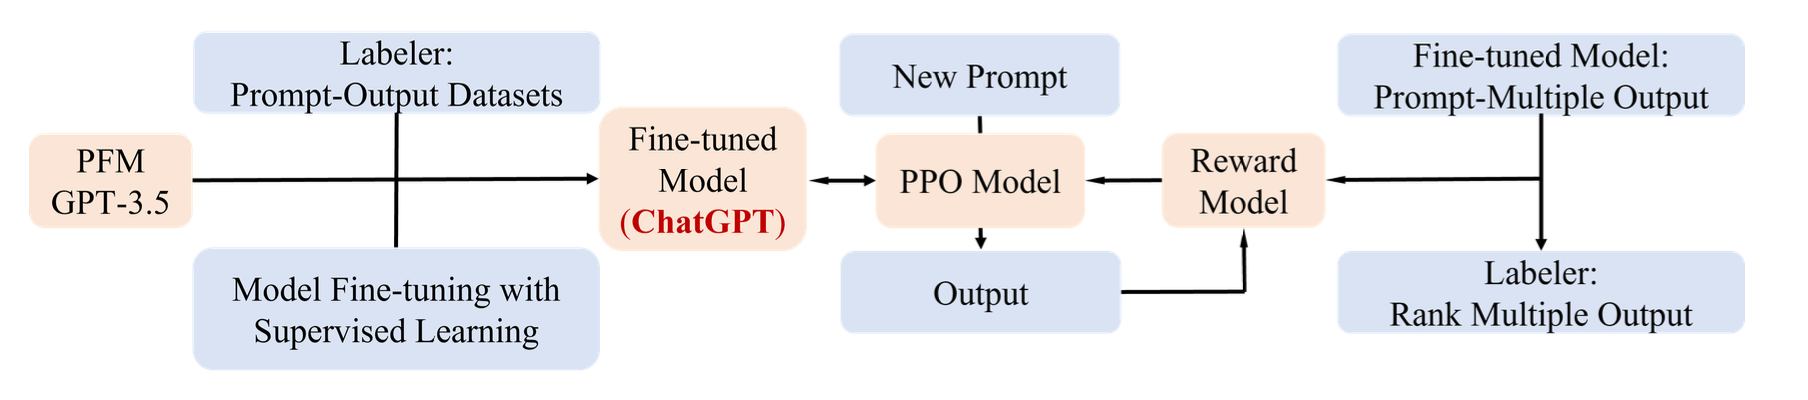 Labeler:
Prompt-Output Datasets
PFM
GPT-3.5
Model Fine-tuning with
Supervised Learning
Fine-tuned
Model
(ChatGPT)
New Prompt
PPO Model
Output
Reward
Model
Fine-tuned Model:
Prompt-Multiple Output
Labeler:
Rank Multiple Output